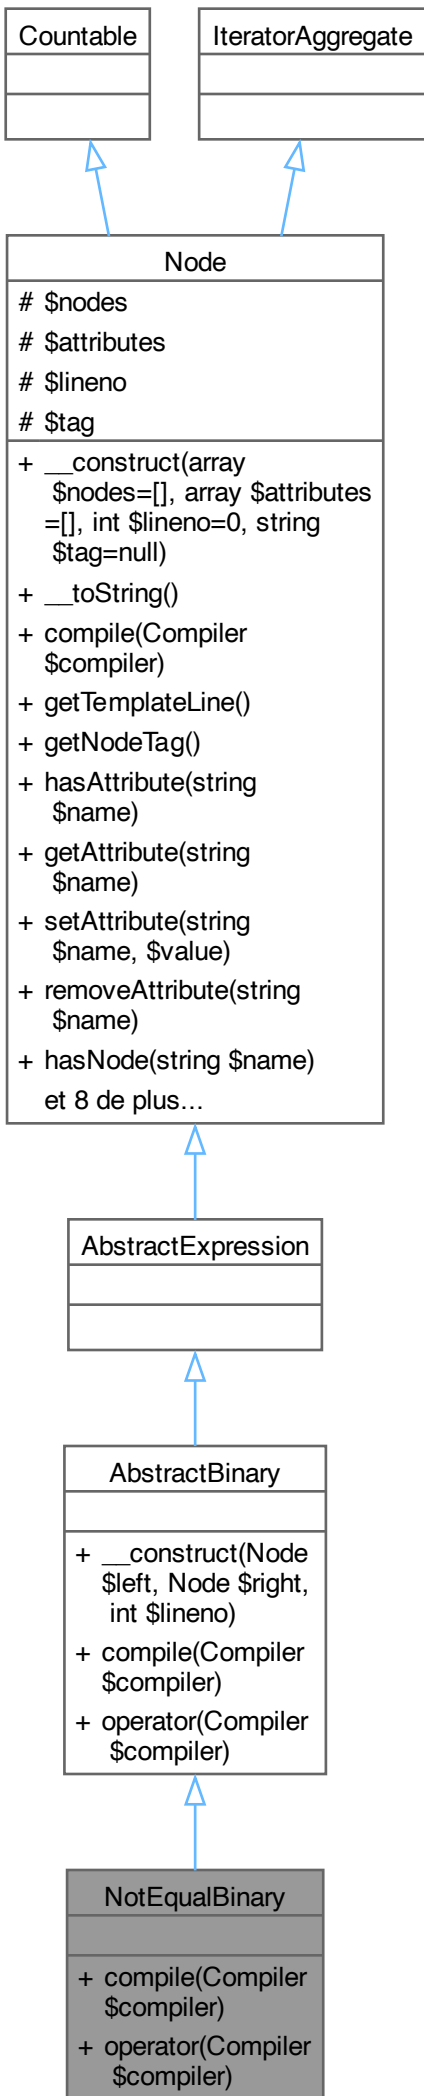 Countable
IteratorAggregate
Node
# $nodes
# $attributes
# $lineno
# $tag
+ __construct(array
$nodes=[], array $attributes
=[], int $lineno=0, string
$tag=null)
+ __toString()
+ compile(Compiler
$compiler)
+ getTemplateLine()
+ getNodeTag()
+ hasAttribute(string
$name)
+ getAttribute(string
$name)
+ setAttribute(string
$name, $value)
+ removeAttribute(string
$name)
+ hasNode(string $name)
et 8 de plus...
AbstractExpression
AbstractBinary
+ __construct(Node
$left, Node $right,
int $lineno)
+ compile(Compiler
$compiler)
+ operator(Compiler
$compiler)
NotEqualBinary
+ compile(Compiler
$compiler)
+ operator(Compiler
$compiler)